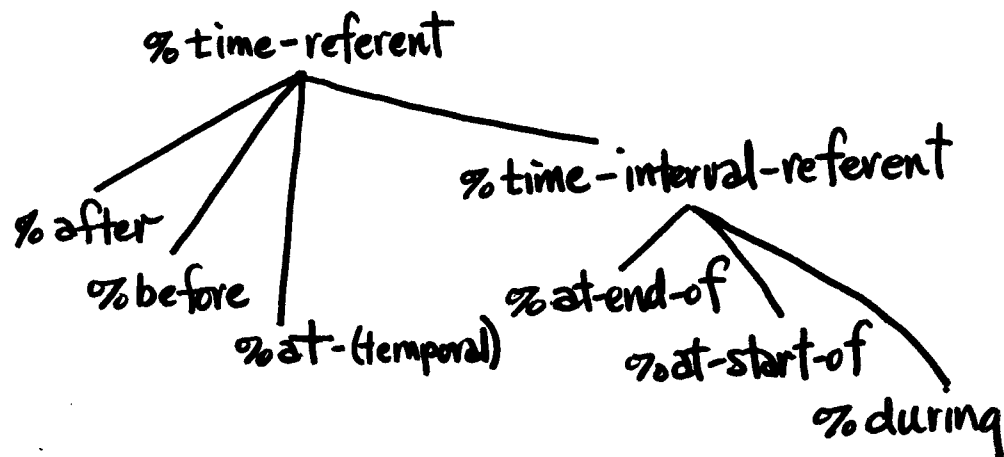 %time-referent
%time-interval-referent
%after
%before
%at-(temporal)
%at-end-of
%at-start-of
%during